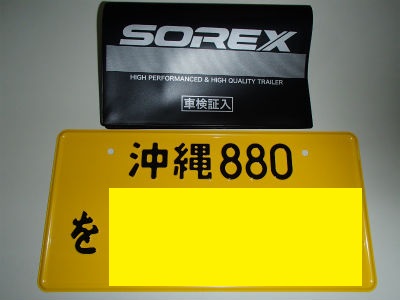 SOREX
HIGH PERFORMANCED & HIGH QUALITY TRAILER
車検証入
沖縄880
を